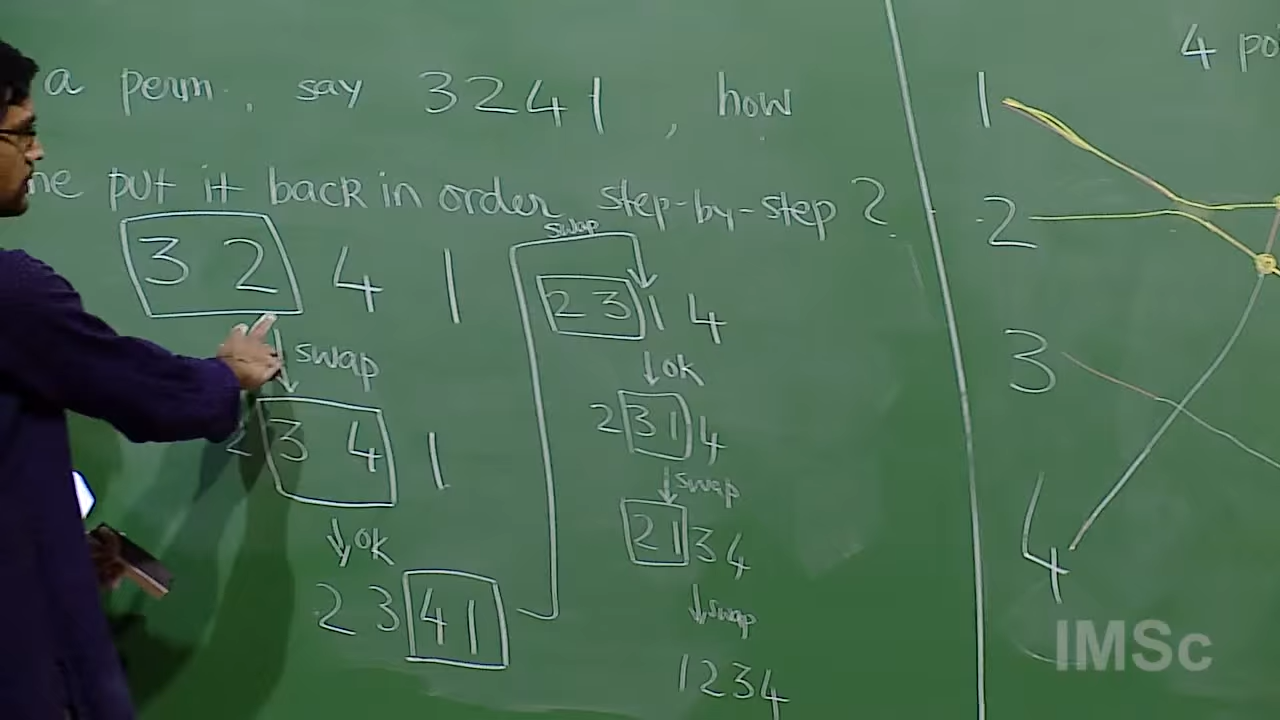 a perm., say 3241, how
put it back in order step-by-step?
3 2 4 1
swap
2 3 4 1
ok
2 3 4 1
swap
2 3 1 4
ok
2 3 1 4
swap
2 1 3 4
swap
1 2 3 4
4
1
2
3
4
IMSc